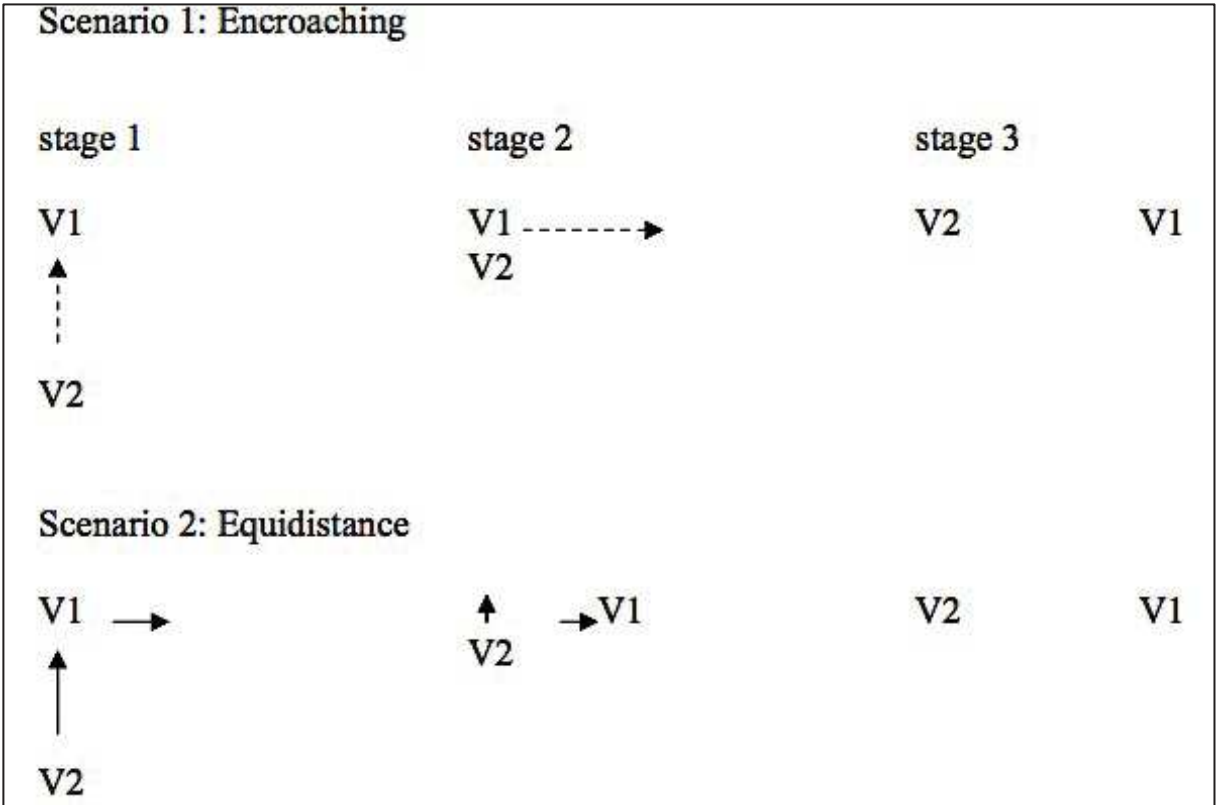 Scenario 1: Encroaching
stage 1 stage 2 stage 3
V1 V1 V2 V1
V2
V2
Scenario 2: Equidistance
V1 V1 V2 V1
V2
V2